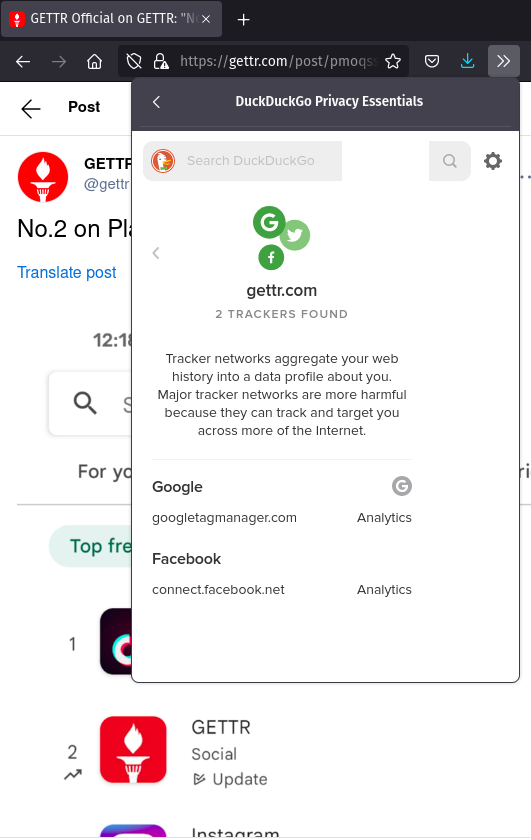 GETTR Official on GETTR: "No
https://gettr.com/post/pmoqs
Post
DuckDuckGo Privacy Essentials
Search DuckDuckGo
GETTR
@gettr
No.2 on Pla
Translate post
gettr.com
2 TRACKERS FOUND
12:18
Tracker networks aggregate your web
history into a data profile about you.
Major tracker networks are more harmful
because they can track and target you
across more of the Internet.
S
For yo
ri
Google
googletagmanager.com Analytics
Top fre
Facebook
connect.facebook.net Analytics
1
2
GETTR
Social
Update
Instagram